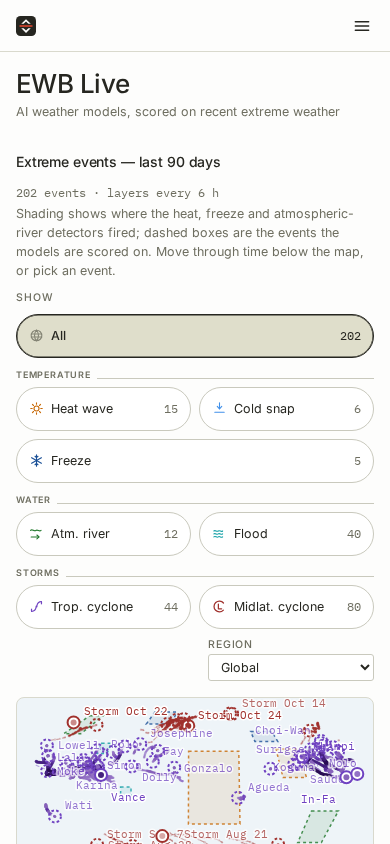 EWB Live
AI weather models, scored on recent extreme weather
Extreme events — last 90 days
202 events · layers every 6 h
Shading shows where the heat, freeze and atmospheric-
river detectors fired; dashed boxes are the events the
models are scored on. Move through time below the map,
or pick an event.
SHOW
All 202
TEMPERATURE
Heat wave 15
Cold snap 6
Freeze 5
WATER
Atm. river 12
Flood 40
STORMS
Trop. cyclone 44
Midlat. cyclone 80
REGION
Global
Storm Oct 14
Storm Oct 22
Storm Oct 24
Josephine
Choi-Wan
Lowell
Rolo
Fay
Surigae
Simon
Gonzalo
Dolly
Karina
Vance
Agueda
In-Fa
Wati
Storm Aug 21